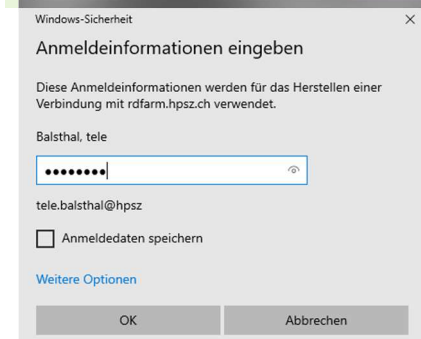 Windows-Sicherheit
Anmeldeinformationen eingeben
Diese Anmeldeinformationen werden für das Herstellen einer
Verbindung mit rdfarm.hpsz.ch verwendet.
Balsthal, tele
••••••••
tele.balsthal@hpsz
Anmeldedaten speichern
Weitere Optionen
OK
Abbrechen